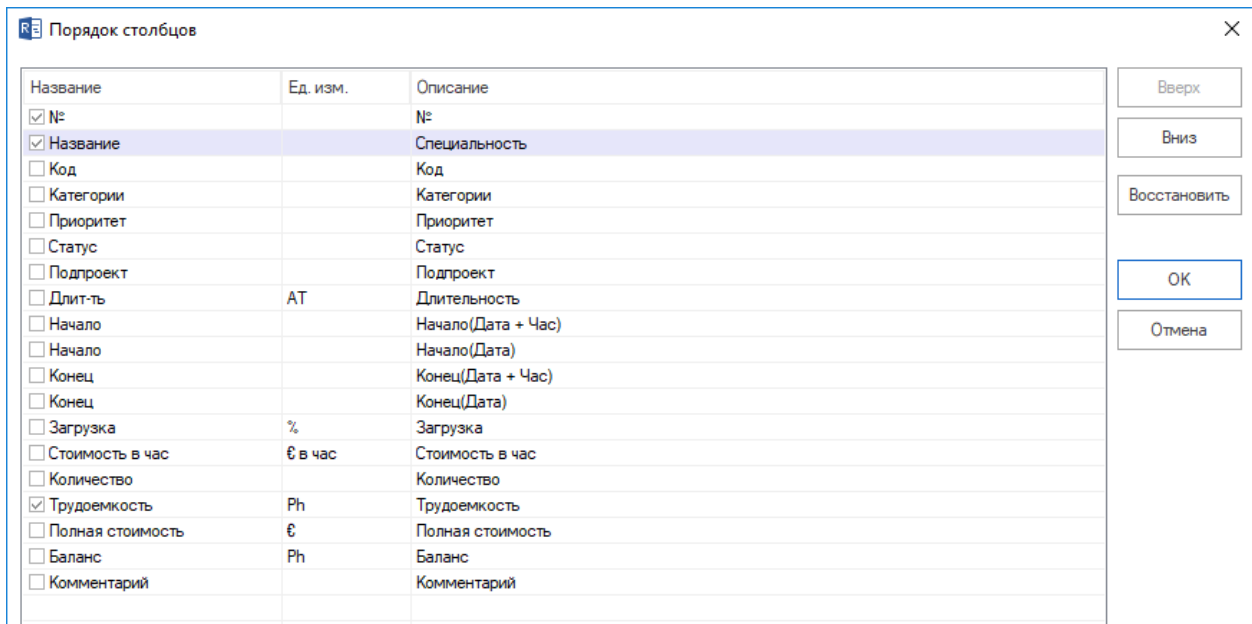 Порядок столбцов
Название Ед. изм. Описание
№ №
Название Специальность
Код Код
Категории Категории
Приоритет Приоритет
Статус Статус
Подпроект Подпроект
Длит-ть АТ Длительность
Начало Начало(Дата + Час)
Начало Начало(Дата)
Конец Конец(Дата + Час)
Конец Конец(Дата)
Загрузка % Загрузка
Стоимость в час € в час Стоимость в час
Количество Количество
Трудоемкость Ph Трудоемкость
Полная стоимость € Полная стоимость
Баланс Ph Баланс
Комментарий Комментарий
Вверх
Вниз
Восстановить
OK
Отмена